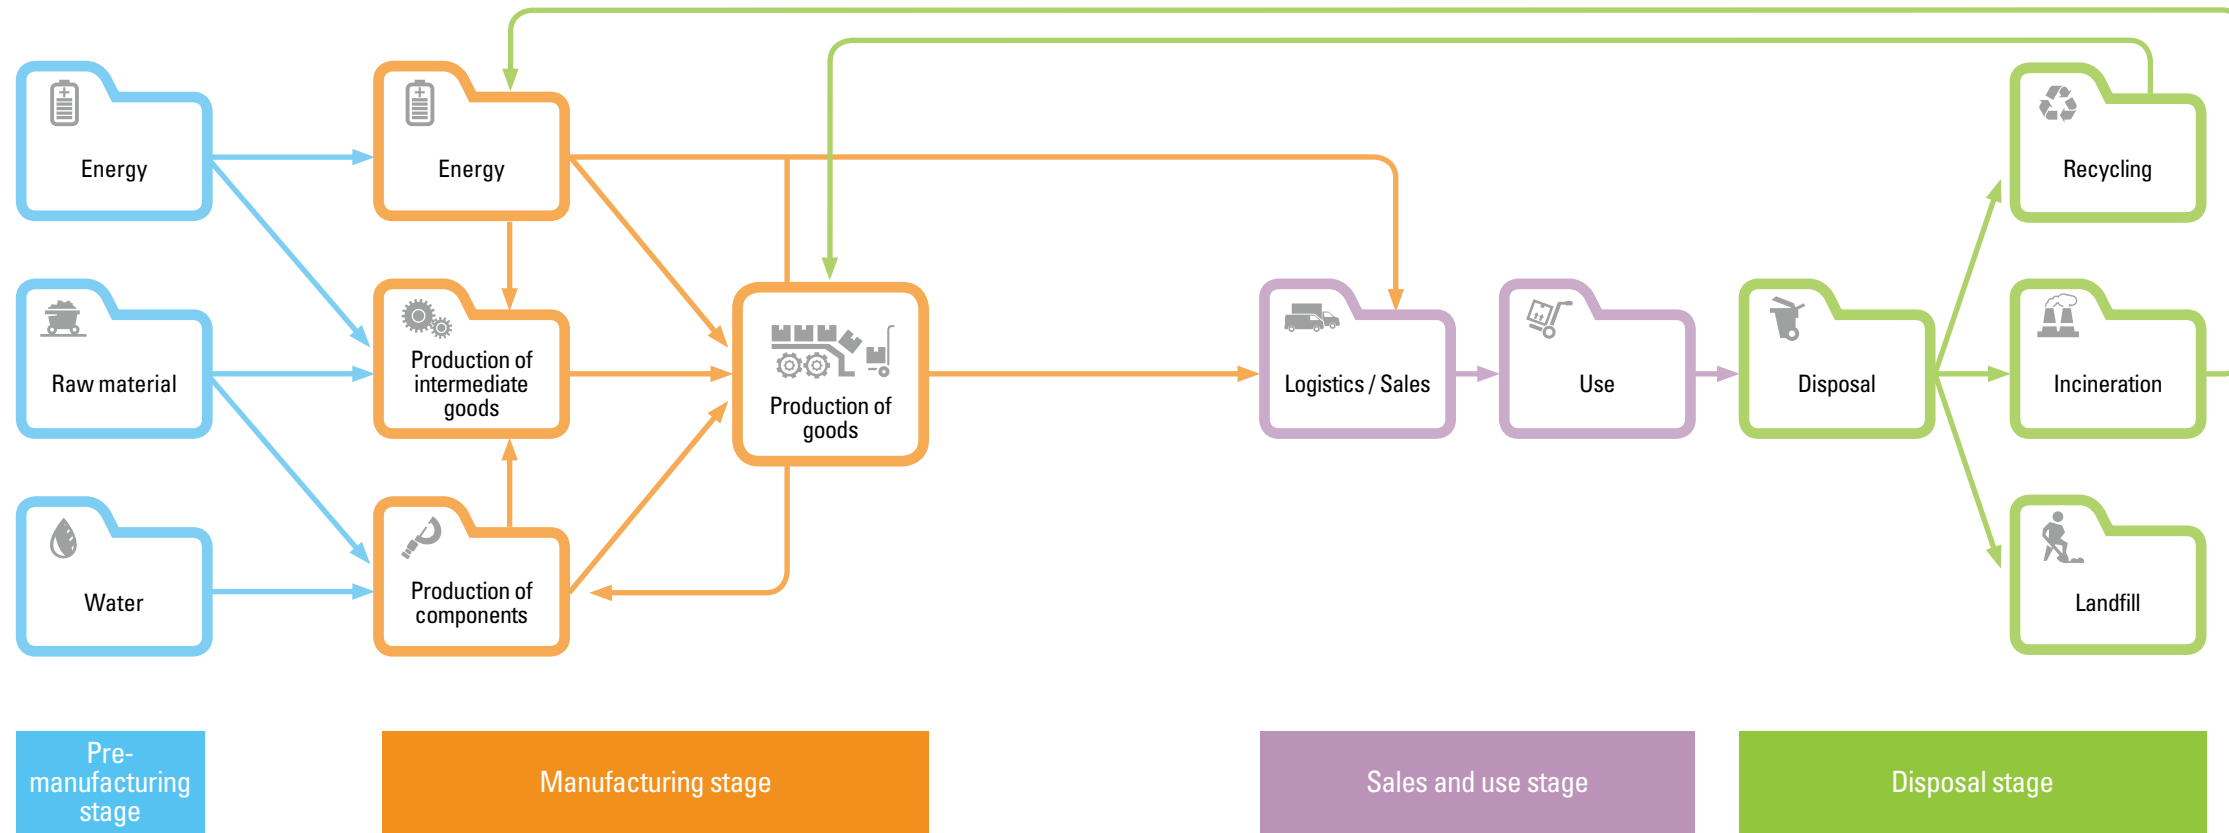 Energy
Energy
Recycling
Raw material
Production of
intermediate
goods
Production of
goods
Logistics / Sales
Use
Disposal
Incineration
Water
Production of
components
Landfill
Pre-
manufacturing
stage
Manufacturing stage
Sales and use stage
Disposal stage